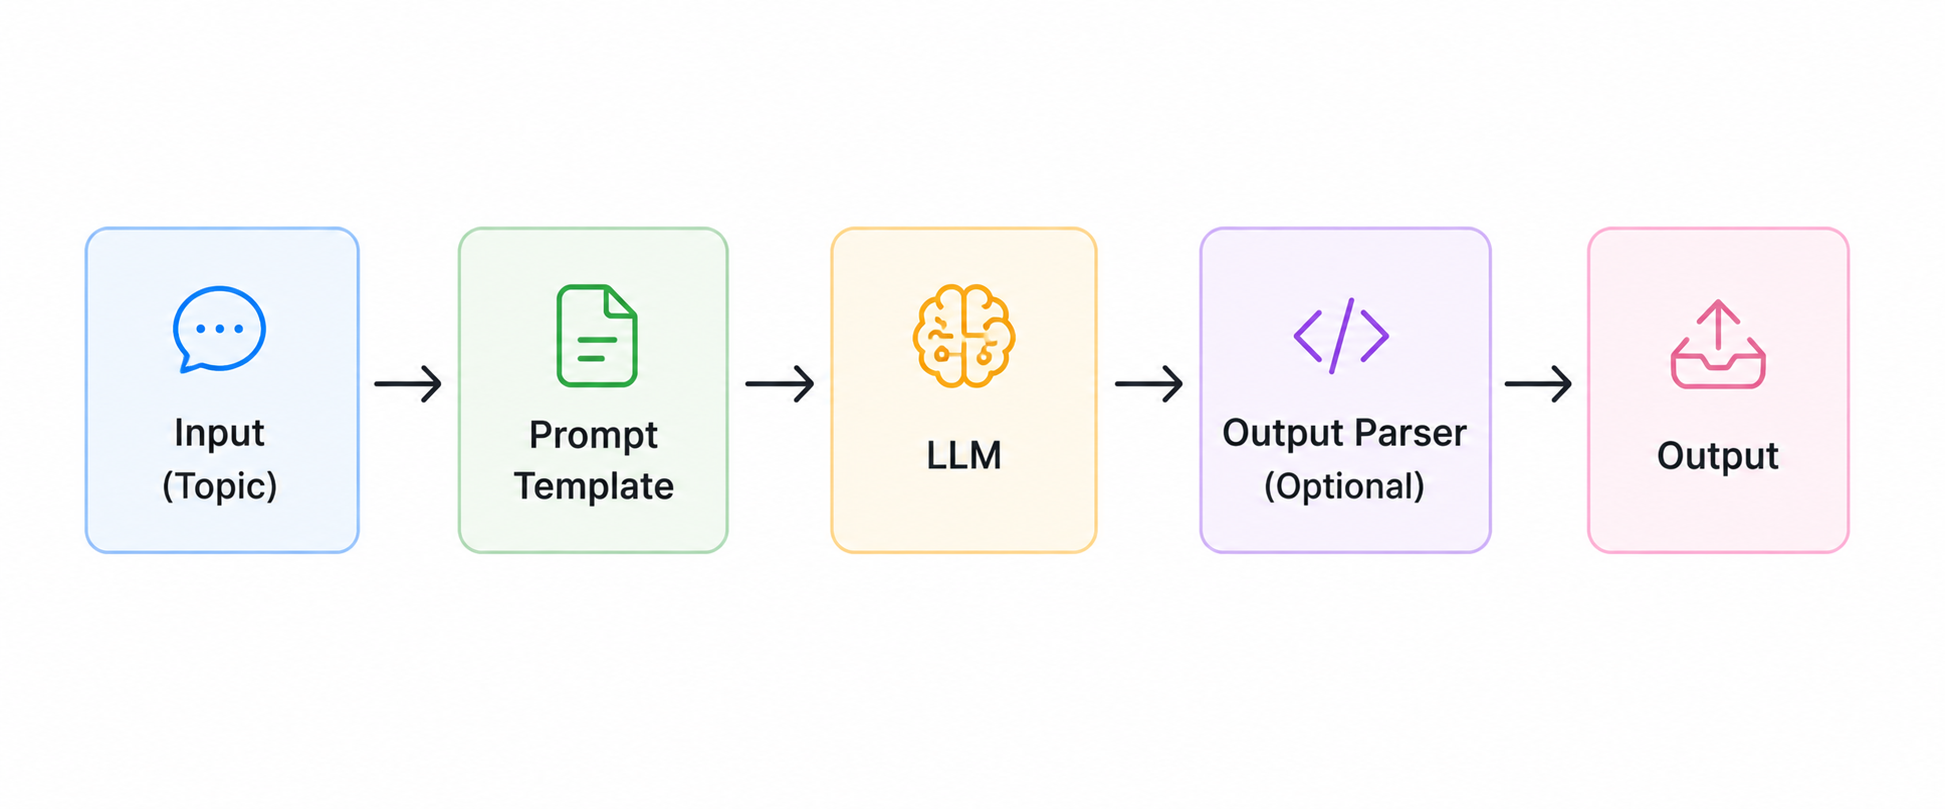 Input
(Topic)
Prompt
Template
LLM
Output Parser
(Optional)
Output